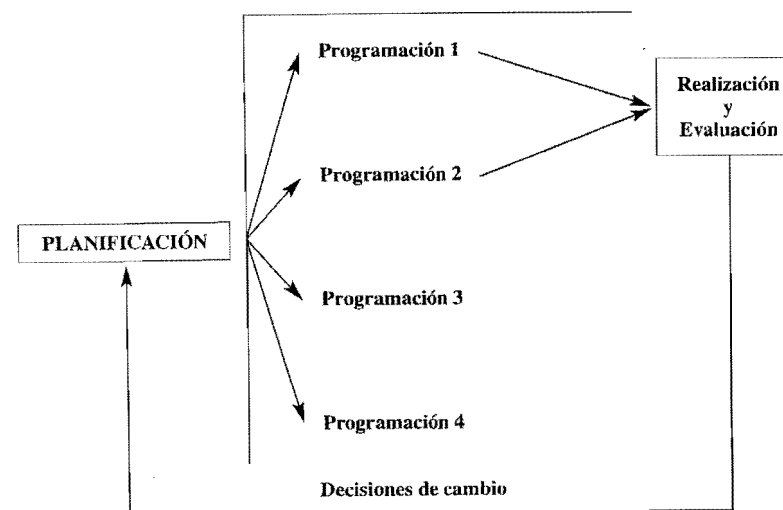 Programación 1
Realización
y
Evaluación
Programación 2
PLANIFICACIÓN
Programación 3
Programación 4
Decisiones de cambio